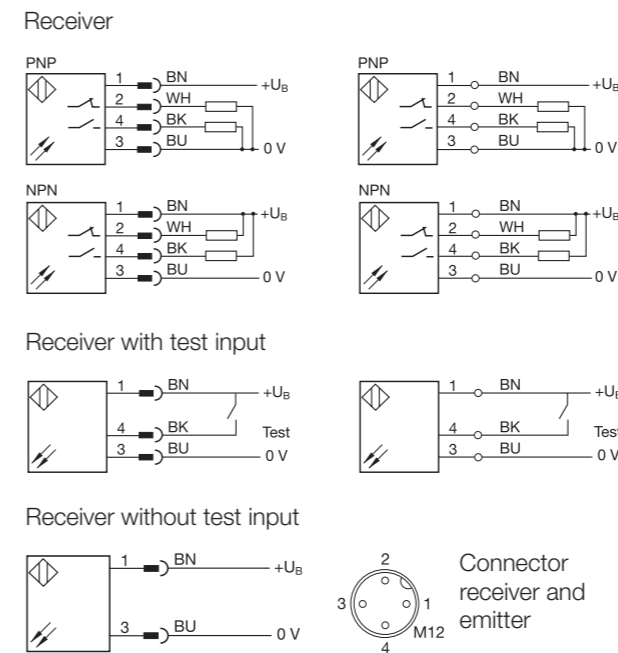 Receiver
PNP
1 BN +UB
2 WH
4 BK
3 BU 0 V
PNP
1 BN +UB
2 WH
4 BK
3 BU 0 V
NPN
1 BN +UB
2 WH
4 BK
3 BU 0 V
NPN
1 BN +UB
2 WH
4 BK
3 BU 0 V
Receiver with test input
1 BN +UB
4 BK Test
3 BU 0 V
1 BN +UB
4 BK Test
3 BU 0 V
Receiver without test input
1 BN +UB
3 BU 0 V
2
3 1
M12
4
Connector
receiver and
emitter